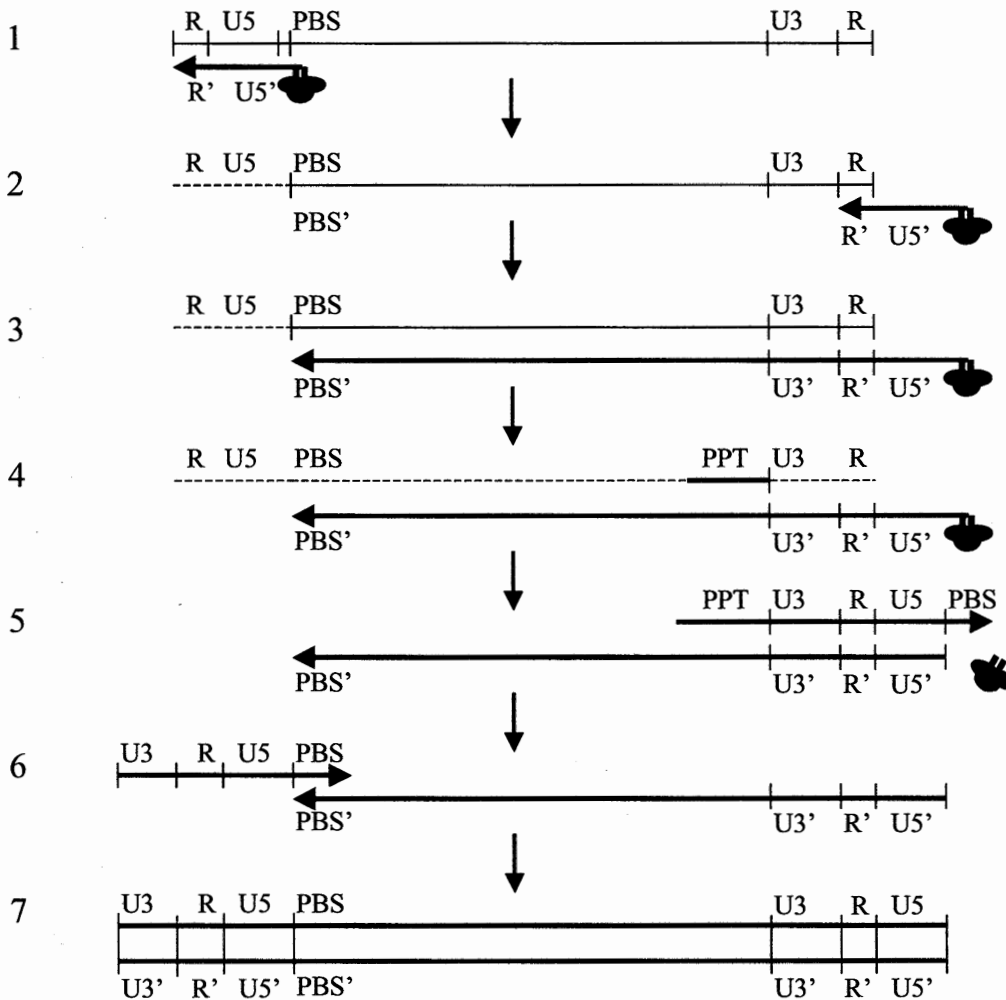 R U5 PBS U3 R
1
R’ U5’
R U5 PBS U3 R
2
PBS’ R’ U5’
R U5 PBS U3 R
3
PBS’ U3’ R’ U5’
R U5 PBS PPT U3 R
4
PBS’ U3’ R’ U5’
PPT U3 R U5 PBS
5
PBS’ U3’ R’ U5’
U3 R U5 PBS
6
PBS’ U3’ R’ U5’
U3 R U5 PBS U3 R U5
7
U3’ R’ U5’ PBS’ U3’ R’ U5’